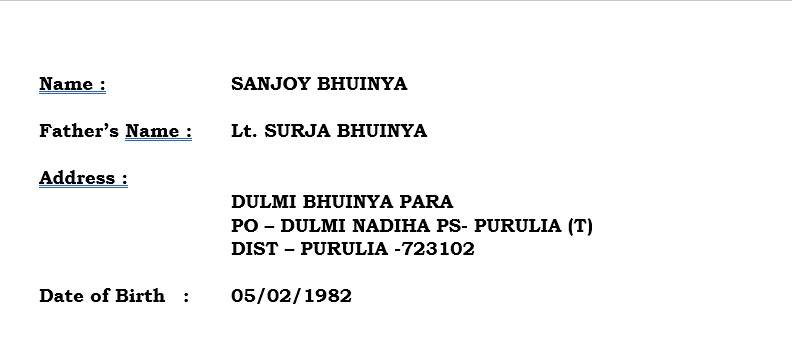 Name : SANJOY BHUINYA
Father’s Name : Lt. SURJA BHUINYA
Address :
DULMI BHUINYA PARA
PO – DULMI NADIHA PS- PURULIA (T)
DIST – PURULIA -723102
Date of Birth : 05/02/1982